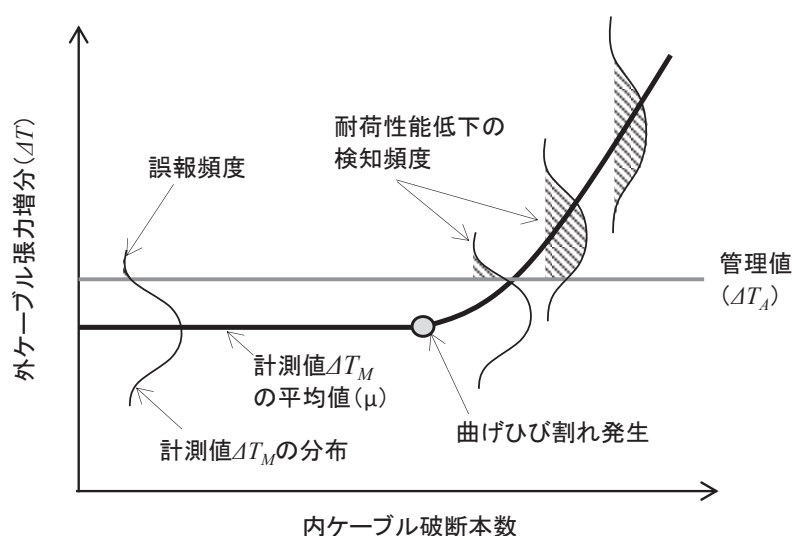 外ケーブル張力増分(ΔT)
誤報頻度
耐荷性能低下の
検知頻度
管理値
(ΔT_A)
計測値ΔT_M
の平均値(μ)
計測値ΔT_Mの分布
曲げひび割れ発生
内ケーブル破断本数